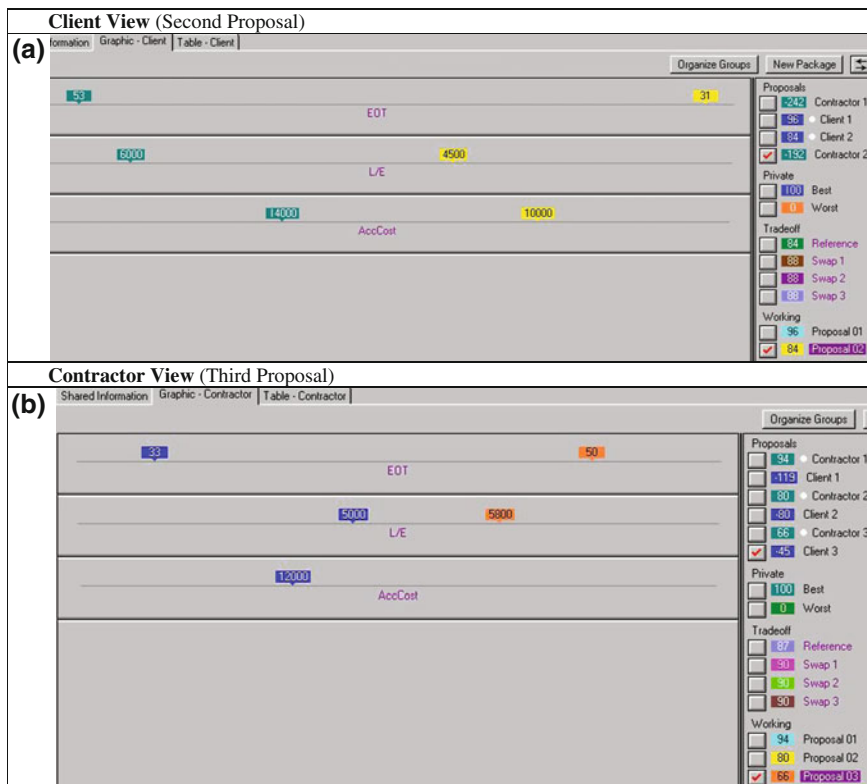 Client View (Second Proposal)
(a)
formation Graphic - Client Table - Client
Organize Groups New Package
53 31
EOT
6000 4500
L/E
14000 10000
AccCost
Proposals
-242 Contractor 1
96 Client 1
84 Client 2
-192 Contractor 2
Private
100 Best
0 Worst
Tradeoff
84 Reference
88 Swap 1
88 Swap 2
88 Swap 3
Working
96 Proposal 01
84 Proposal 02
Contractor View (Third Proposal)
(b)
Shared Information Graphic - Contractor Table - Contractor
Organize Groups
33 50
EOT
5000 5800
L/E
12000
AccCost
Proposals
94 Contractor 1
-119 Client 1
80 Contractor 2
-80 Client 2
66 Contractor 3
-45 Client 3
Private
100 Best
0 Worst
Tradeoff
87 Reference
90 Swap 1
90 Swap 2
90 Swap 3
Working
94 Proposal 01
80 Proposal 02
66 Proposal 03